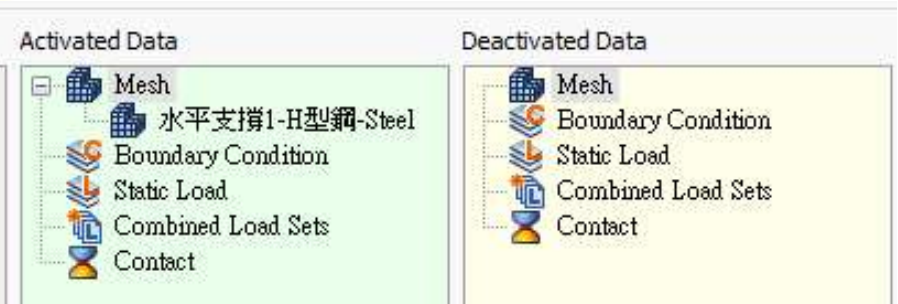 Activated Data
Mesh
水平支撐1-H型鋼-Steel
Boundary Condition
Static Load
Combined Load Sets
Contact
Deactivated Data
Mesh
Boundary Condition
Static Load
Combined Load Sets
Contact